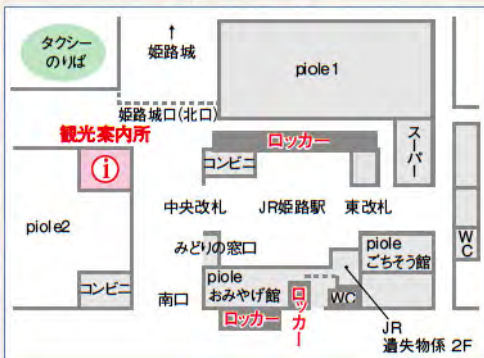 タクシー
のりば
↑
姫路城
piole1
姫路城口(北口)
観光案内所
i
ロッカー
コンビニ
スーパー
中央改札
JR姫路駅
東改札
piole2
みどりの窓口
piole
ごちそう館
WC
コンビニ
南口
piole
おみやげ館
ロッカー
ロッカー
WC
JR
遺失物係 2F